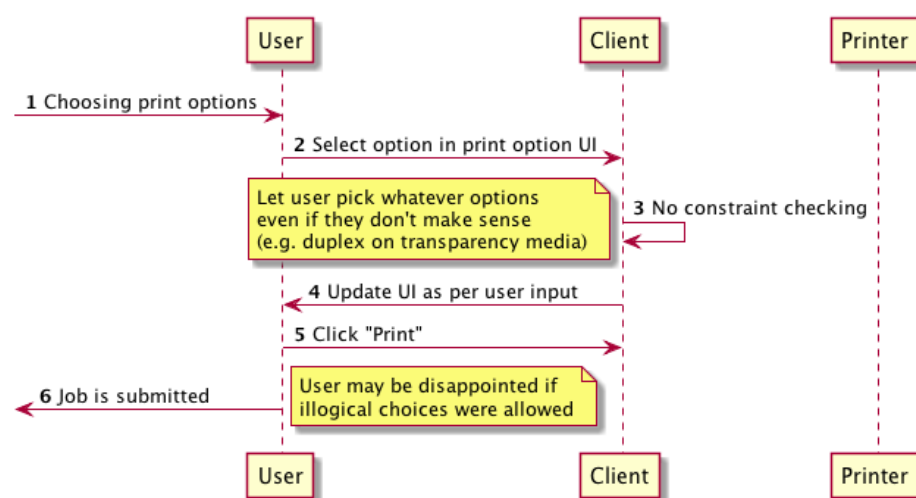 User
Client
Printer
1 Choosing print options
2 Select option in print option UI
Let user pick whatever options
even if they don't make sense
(e.g. duplex on transparency media)
3 No constraint checking
4 Update UI as per user input
5 Click "Print"
User may be disappointed if
illogical choices were allowed
6 Job is submitted
User
Client
Printer